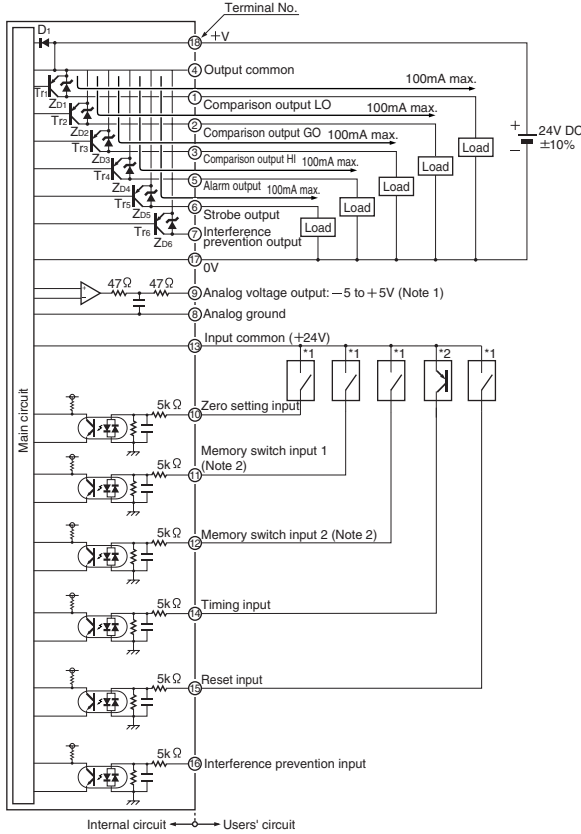 Terminal No.
D1
18 +V
4 Output common
100mA max.
Tr1
ZD1
1 Comparison output LO
100mA max.
Tr2
ZD2
2 Comparison output GO
100mA max.
Tr3
ZD3
3 Comparison output HI
100mA max.
Tr4
ZD4
5 Alarm output
100mA max.
Tr5
ZD5
6 Strobe output
Tr6
ZD6
7 Interference
prevention output
Load
Load
Load
Load
Load
+
−
24V DC
±10%
17 0V
47Ω
47Ω
+
-
9 Analog voltage output: −5 to +5V (Note 1)
8 Analog ground
13 Input common (+24V)
*1
*1
*1
*2
*1
Main circuit
5kΩ
10 Zero setting input
5kΩ
11 Memory switch input 1
(Note 2)
5kΩ
12 Memory switch input 2 (Note 2)
5kΩ
14 Timing input
5kΩ
15 Reset input
5kΩ
16 Interference prevention input
Internal circuit
Users' circuit